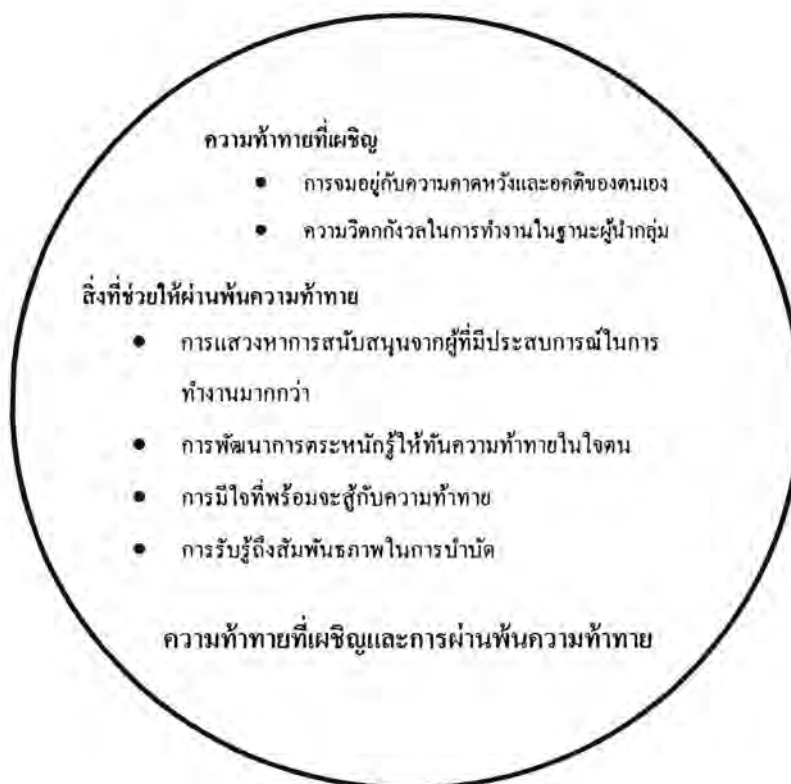 ความท้าทายที่เผชิญ
● การจมอยู่กับความคาดหวังและอคติของตนเอง
● ความวิตกกังวลในการทำงานในฐานะผู้นำกลุ่ม
สิ่งที่ช่วยให้ผ่านพ้นความท้าทาย
● การแสวงหาการสนับสนุนจากผู้ที่มีประสบการณ์ในการ
ทำงานมากกว่า
● การพัฒนาการตระหนักรู้ให้ทันความท้าทายในใจตน
● การมีใจที่พร้อมจะสู้กับความท้าทาย
● การรับรู้ถึงสัมพันธภาพในการบำบัด
ความท้าทายที่เผชิญและการผ่านพ้นความท้าทาย